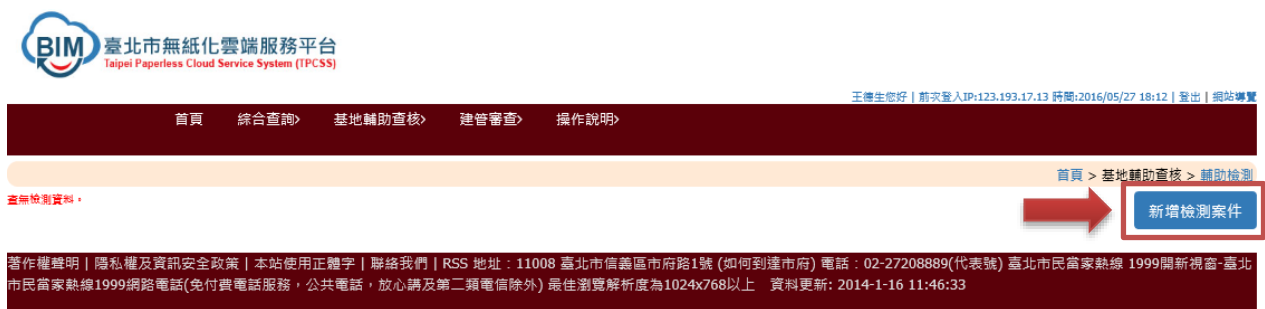 BIM
臺北市無紙化雲端服務平台
Taipei Paperless Cloud Service System (TPCSS)
王德生您好 | 前次登入IP:123.193.17.13 時間:2016/05/27 18:12 | 登出 | 網站導覽
首頁 綜合查詢> 基地輔助查核> 建管審查> 操作說明>
首頁 > 基地輔助查核 > 輔助檢測
查無檢測資料。
新增檢測案件
著作權聲明 | 隱私權及資訊安全政策 | 本站使用正體字 | 聯絡我們 | RSS 地址：11008 臺北市信義區市府路1號 (如何到達市府) 電話：02-27208889(代表號) 臺北市民當家熱線 1999開新視窗-臺北
市民當家熱線1999網路電話(免付費電話服務，公共電話，放心講及第二類電信除外) 最佳瀏覽解析度為1024x768以上 資料更新: 2014-1-16 11:46:33